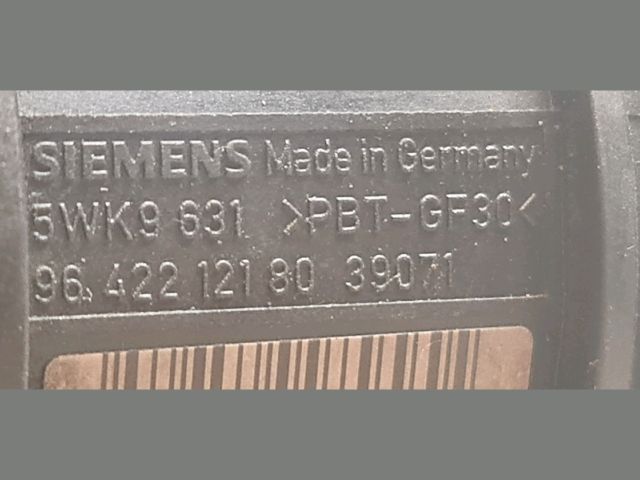 SIEMENS Made in Germany
5WK9 631 >PBT-GF30<
96.422 121 80 39071